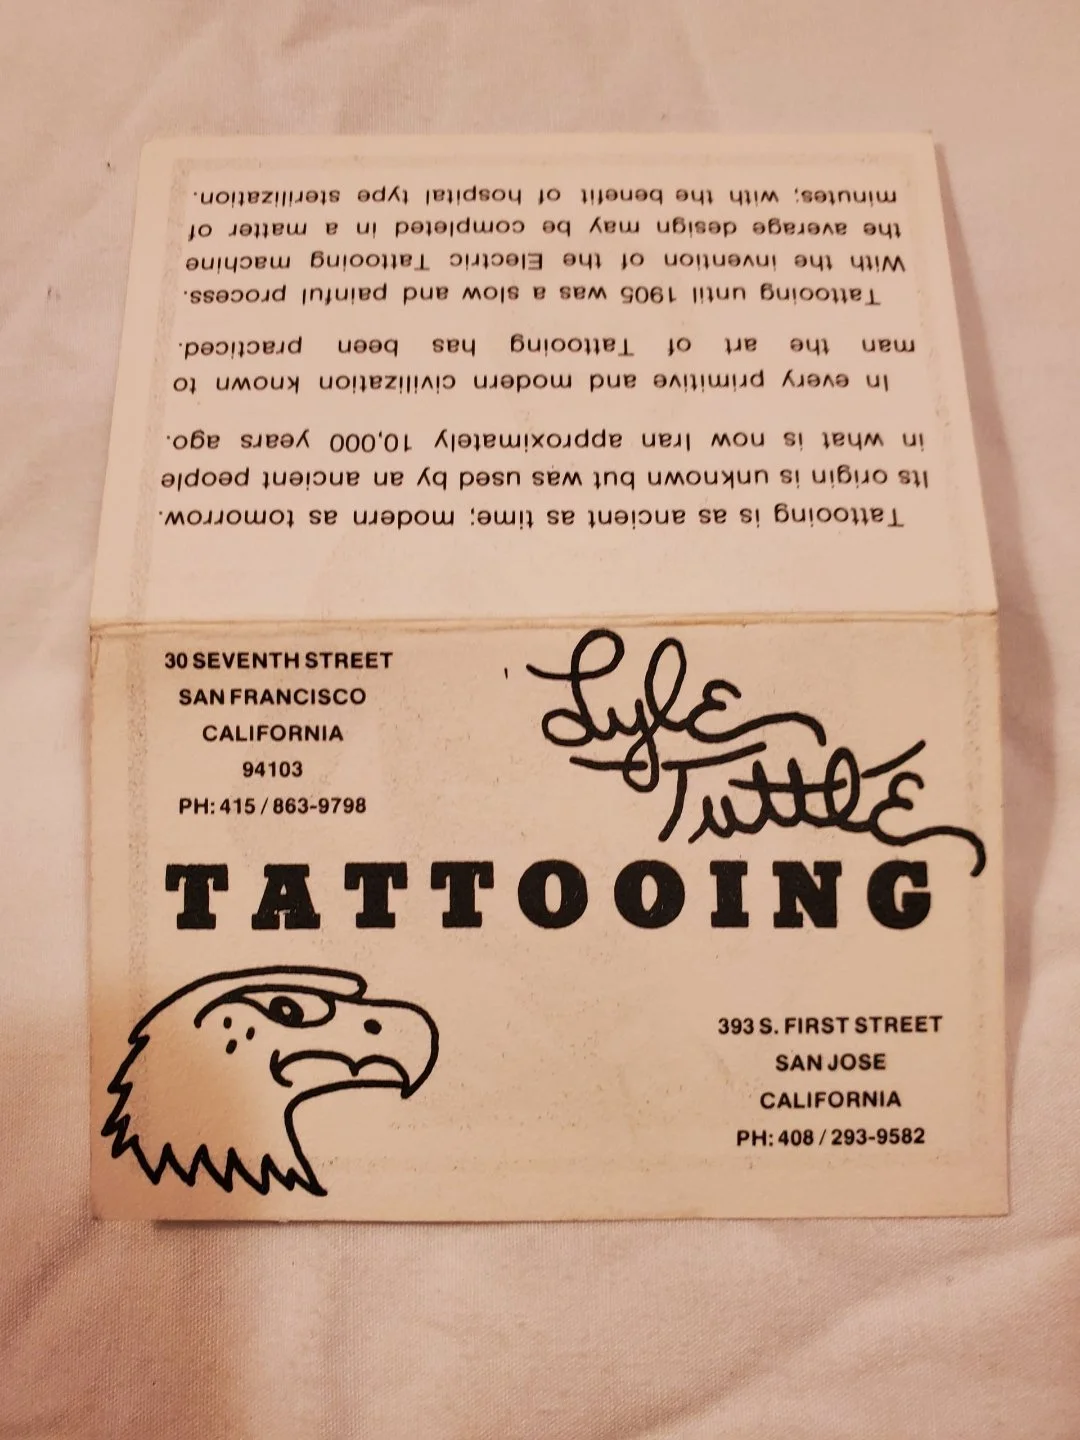 Tattooing is as ancient as time; modern as tomorrow.
Its origin is unknown but was used by an ancient people
in what is now Iran approximately 10,000 years ago.
In every primitive and modern civilization known to
man the art of Tattooing has been practiced.
Tattooing until 1905 was a slow and painful process.
With the invention of the Electric Tattooing machine
the average design may be completed in a matter of
minutes; with the benefit of hospital type sterilization.
30 SEVENTH STREET
SAN FRANCISCO
CALIFORNIA
94103
PH: 415 / 863-9798
Lyle
Tuttle
TATTOOING
393 S. FIRST STREET
SAN JOSE
CALIFORNIA
PH: 408 / 293-9582